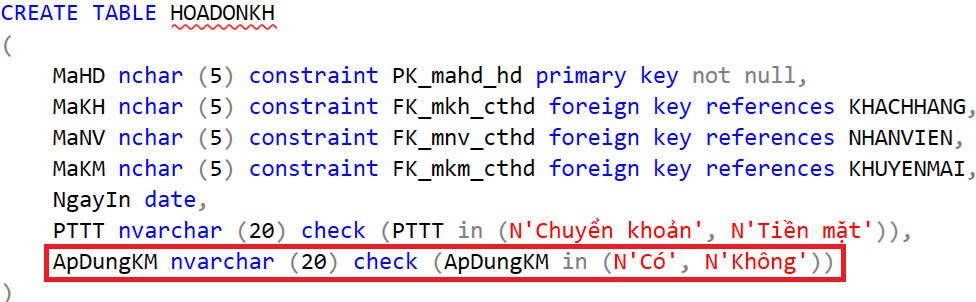 CREATE TABLE HOADONKH
(
MaHD nchar (5) constraint PK_mahd_hd primary key not null,
MaKH nchar (5) constraint FK_mkh_cthd foreign key references KHACHHANG,
MaNV nchar (5) constraint FK_mnv_cthd foreign key references NHANVIEN,
MaKM nchar (5) constraint FK_mkm_cthd foreign key references KHUYENMAI,
NgayIn date,
PTTT nvarchar (20) check (PTTT in (N'Chuyển khoản', N'Tiền mặt')),
ApDungKM nvarchar (20) check (ApDungKM in (N'Có', N'Không'))
)